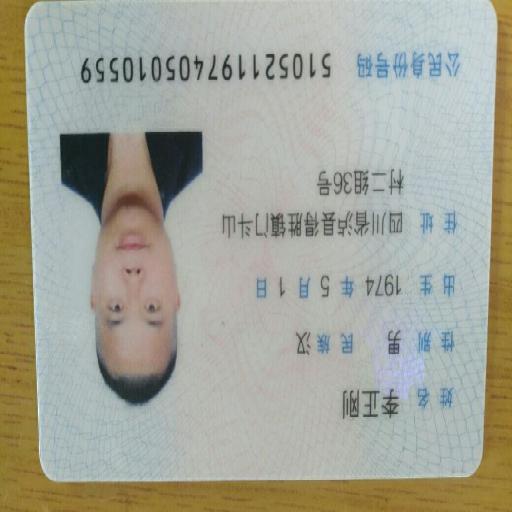 姓名 李正刚
性别 男 民族 汉
出生 1974 年 5 月 1 日
住址 四川省泸县得胜镇门斗山
村二组36号
公民身份号码 510521197405010559